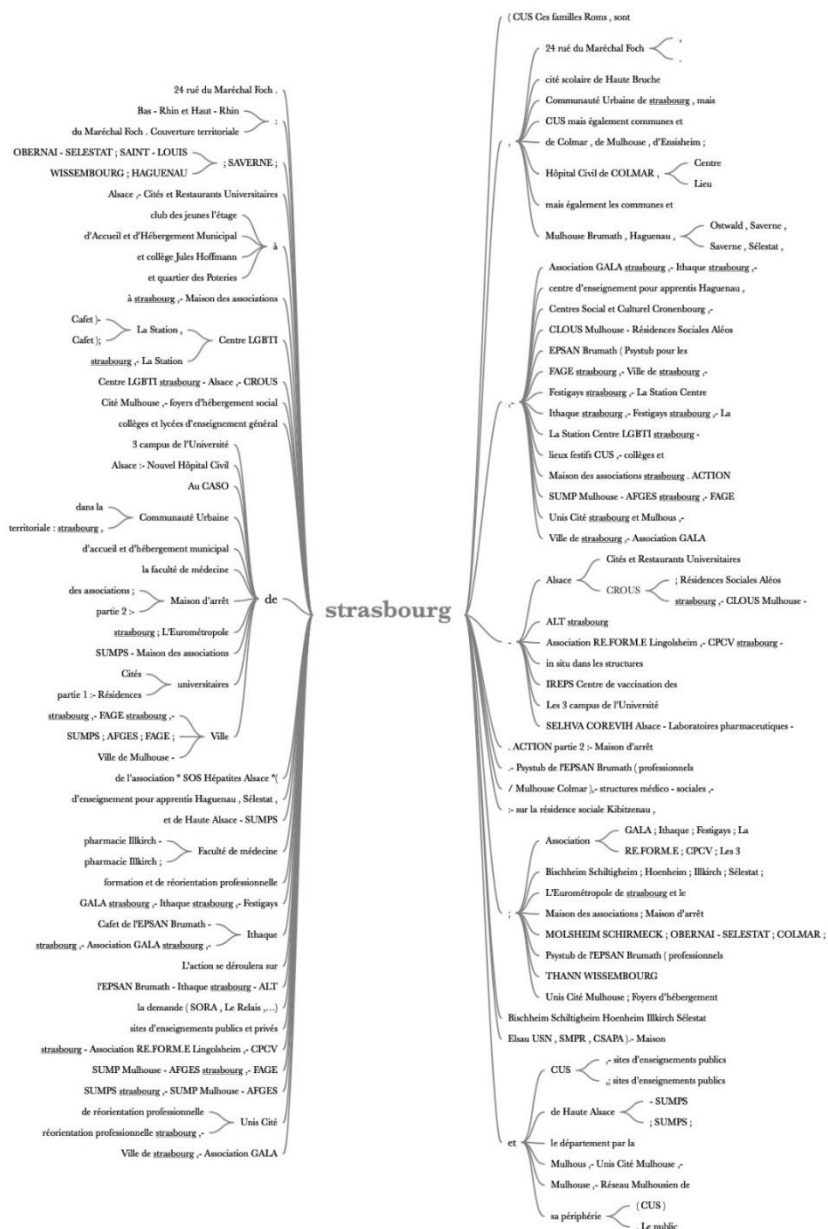 24 rue du Maréchal Foch .
Bas - Rhin et Haut - Rhin
du Maréchal Foch . Couverture territoriale
:
OBERNAI - SELESTAT ; SAINT - LOUIS
WISSEMBOURG ; HAGUENAU
; SAVERNE ;
Alsace ,- Cités et Restaurants Universitaires
club des jeunes l'étage
d'Accueil et d'Hébergement Municipal
et collège Jules Hoffmann
et quartier des Poteries
à
à strasbourg ,- Maison des associations
Cafet )-
Cafet );
La Station ,
strasbourg ,- La Station
Centre LGBTI
Centre LGBTI strasbourg - Alsace ,- CROUS
Cité Mulhouse ,- foyers d'hébergement social
collèges et lycées d'enseignement général
3 campus de l'Université
Alsace :- Nouvel Hôpital Civil
Au CASO
dans la
territoriale : strasbourg ,
Communauté Urbaine
d'accueil et d'hébergement municipal
la faculté de médecine
des associations ;
partie 2 :-
Maison d'arrêt
de
strasbourg ; L'Eurométropole
SUMPS - Maison des associations
Cités
partie 1 :- Résidences
universitaires
strasbourg ,- FAGE strasbourg ,-
SUMPS ; AFGES ; FAGE ;
Ville de Mulhouse -
Ville
de l'association " SOS Hépatites Alsace "(
d'enseignement pour apprentis Haguenau , Sélestat ,
et de Haute Alsace - SUMPS
pharmacie Illkirch -
pharmacie Illkirch ;
Faculté de médecine
formation et de réorientation professionnelle
GALA strasbourg ,- Ithaque strasbourg ,- Festigays
Cafet de l'EPSAN Brumath -
strasbourg ,- Association GALA strasbourg ,-
Ithaque
L'action se déroulera sur
l'EPSAN Brumath - Ithaque strasbourg - ALT
la demande ( SORA , Le Relais ,...)
sites d'enseignements publics et privés
strasbourg - Association RE.FORM.E Lingolsheim ,- CPCV
SUMP Mulhouse - AFGES strasbourg ,- FAGE
SUMPS strasbourg ,- SUMP Mulhouse - AFGES
de réorientation professionnelle
réorientation professionnelle strasbourg ,-
Unis Cité
Ville de strasbourg ,- Association GALA
strasbourg
( CUS Ces familles Roms , sont
,
24 rue du Maréchal Foch
,
.
cité scolaire de Haute Bruche
Communauté Urbaine de strasbourg , mais
CUS mais également communes et
de Colmar , de Mulhouse , d'Ensisheim ;
Hôpital Civil de COLMAR ,
Centre
Lieu
mais également les communes et
Mulhouse Brumath , Haguenau ,
Ostwald , Saverne ,
Saverne , Sélestat ,
,-
Association GALA strasbourg ,- Ithaque strasbourg ,-
centre d'enseignement pour apprentis Haguenau ,
Centres Social et Culturel Cronenbourg ,-
CLOUS Mulhouse - Résidences Sociales Aléos
EPSAN Brumath ( Psystub pour les
FAGE strasbourg ,- Ville de strasbourg ,-
Festigays strasbourg ,- La Station Centre
Ithaque strasbourg ,- Festigays strasbourg ,- La
La Station Centre LGBTI strasbourg -
lieux festifs CUS ,- collèges et
Maison des associations strasbourg . ACTION
SUMP Mulhouse - AFGES strasbourg ,- FAGE
Unis Cité strasbourg et Mulhous ,-
Ville de strasbourg ,- Association GALA
-
Alsace
Cités et Restaurants Universitaires
CROUS
; Résidences Sociales Aléos
strasbourg ,- CLOUS Mulhouse -
ALT strasbourg
Association RE.FORM.E Lingolsheim ,- CPCV strasbourg -
in situ dans les structures
IREPS Centre de vaccination des
Les 3 campus de l'Université
SELHVA COREVIH Alsace - Laboratoires pharmaceutiques -
. ACTION partie 2 :- Maison d'arrêt
.- Psystub de l'EPSAN Brumath ( professionnels
/ Mulhouse Colmar ),- structures médico - sociales ,-
:- sur la résidence sociale Kibitzenau ,
;
Association
GALA ; Ithaque ; Festigays ; La
RE.FORM.E ; CPCV ; Les 3
Bischheim Schiltigheim ; Hoenheim ; Illkirch ; Sélestat ;
L'Eurométropole de strasbourg et le
Maison des associations ; Maison d'arrêt
MOLSHEIM SCHIRMECK ; OBERNAI - SELESTAT ; COLMAR ;
Psystub de l'EPSAN Brumath ( professionnels
THANN WISSEMBOURG
Unis Cité Mulhouse ; Foyers d'hébergement
Bischheim Schiltigheim Hoenheim Illkirch Sélestat
Elsau USN , SMPR , CSAPA ).- Maison
et
CUS
,- sites d'enseignements publics
,; sites d'enseignements publics
de Haute Alsace
- SUMPS
; SUMPS ;
le département par la
Mulhous ,- Unis Cité Mulhouse ,-
Mulhouse ,- Réseau Mulhousien de
sa périphérie
( CUS )
. Le public